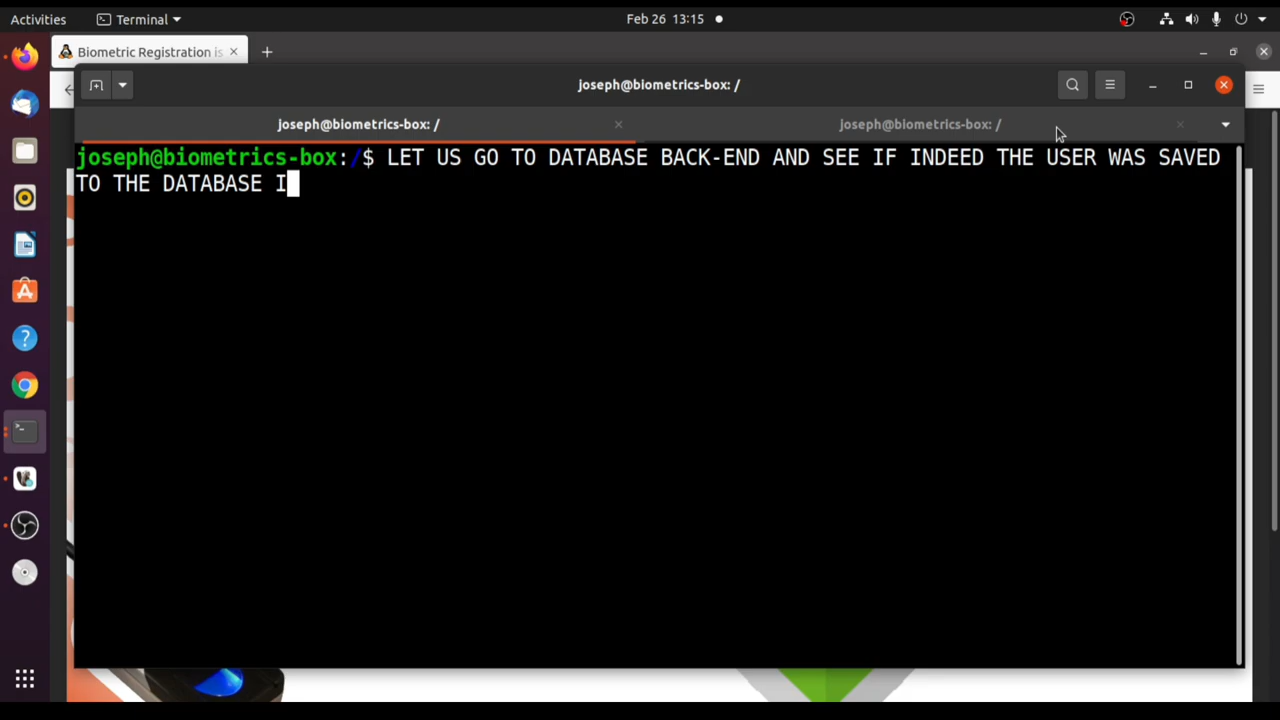 Activities
Terminal
Feb 26 13:15
Biometric Registration is
joseph@biometrics-box: /
joseph@biometrics-box: /
joseph@biometrics-box: /
joseph@biometrics-box:/$ LET US GO TO DATABASE BACK-END AND SEE IF INDEED THE USER WAS SAVED
TO THE DATABASE I